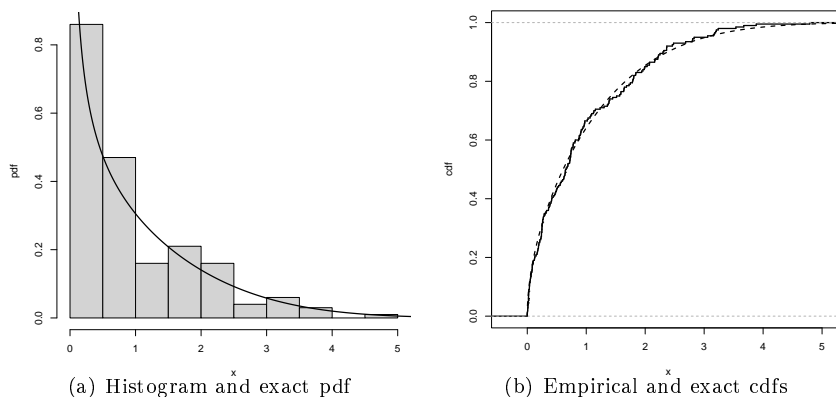 pdf
0.8
0.6
0.4
0.2
0.0
0 1 2 3 4 5
x
(a) Histogram and exact pdf
cdf
1.0
0.8
0.6
0.4
0.2
0.0
0 1 2 3 4 5
x
(b) Empirical and exact cdfs